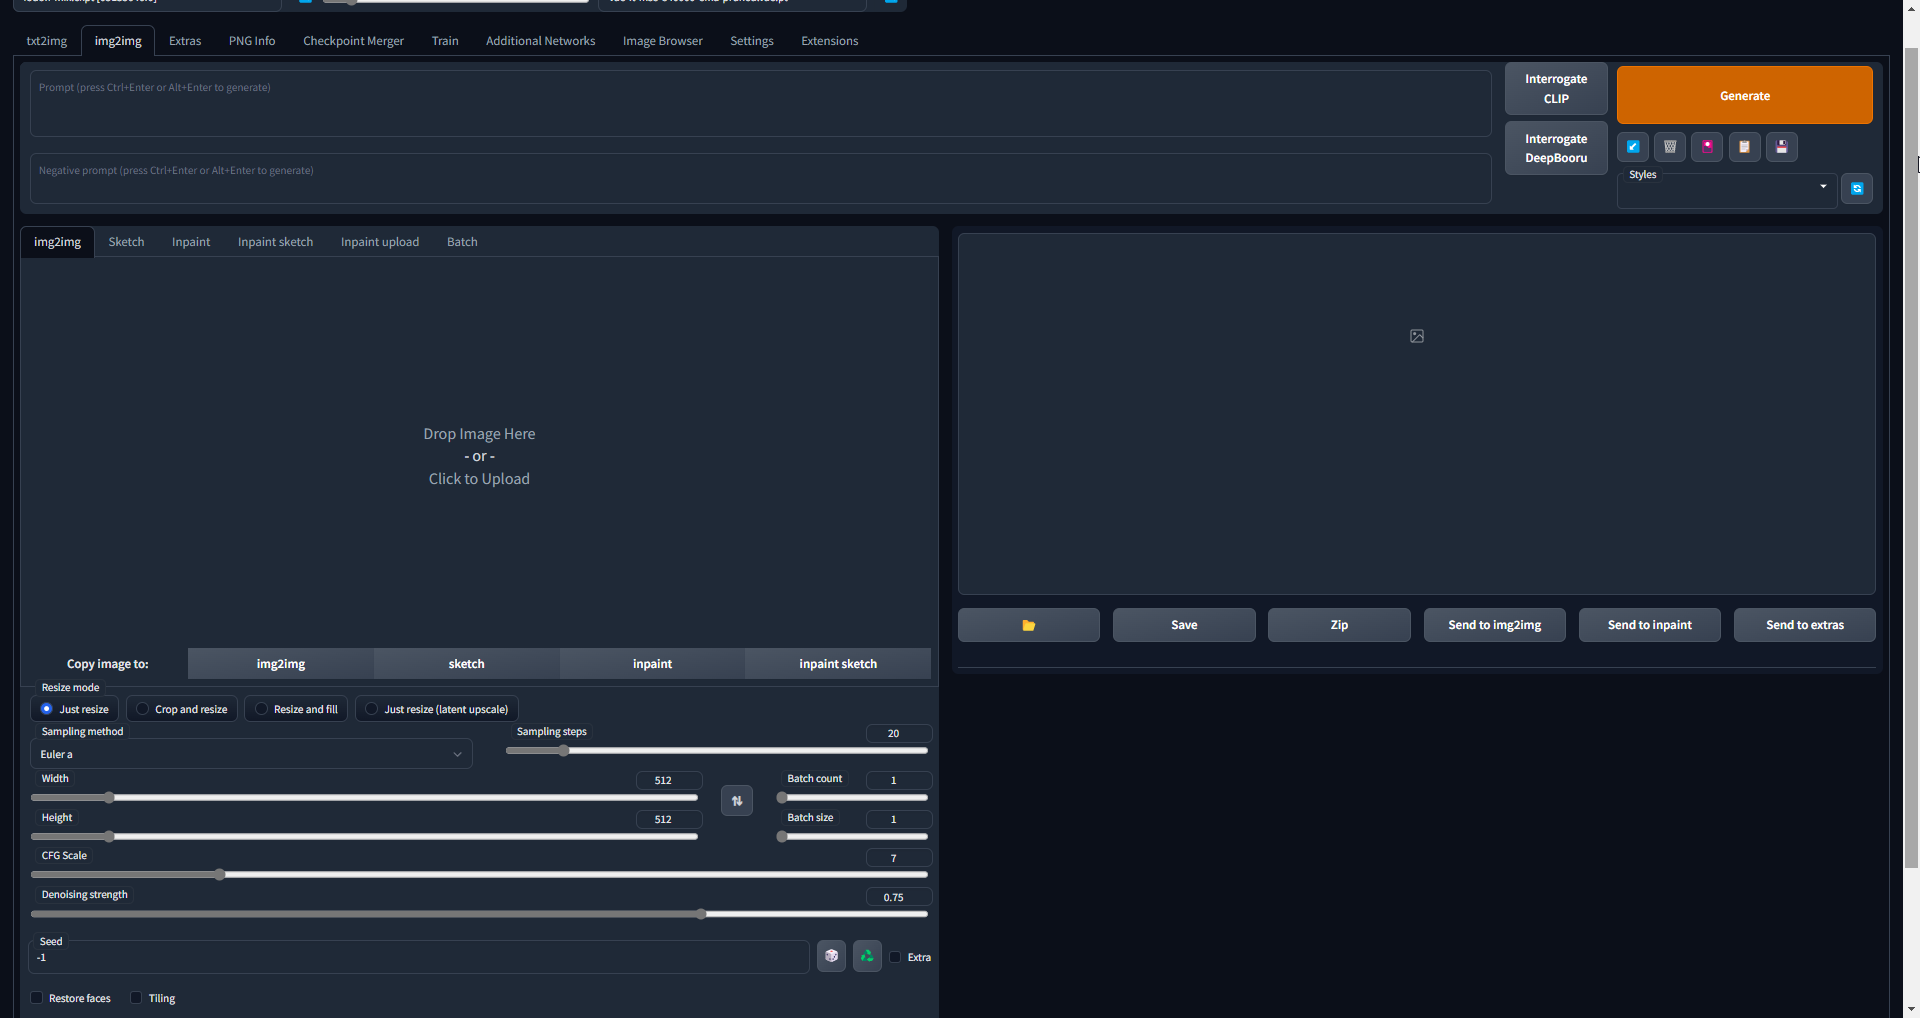 txt2img img2img Extras PNG Info Checkpoint Merger Train Additional Networks Image Browser Settings Extensions
Prompt (press Ctrl+Enter or Alt+Enter to generate)
Negative prompt (press Ctrl+Enter or Alt+Enter to generate)
Interrogate
CLIP
Interrogate
DeepBooru
Generate
Styles
img2img Sketch Inpaint Inpaint sketch Inpaint upload Batch
Drop Image Here
- or -
Click to Upload
Copy image to: img2img sketch inpaint inpaint sketch
Resize mode
Just resize Crop and resize Resize and fill Just resize (latent upscale)
Sampling method
Euler a
Sampling steps 20
Width 512
Batch count 1
Height 512
Batch size 1
CFG Scale 7
Denoising strength 0.75
Seed
-1
Extra
Restore faces Tiling
Save Zip Send to img2img Send to inpaint Send to extras